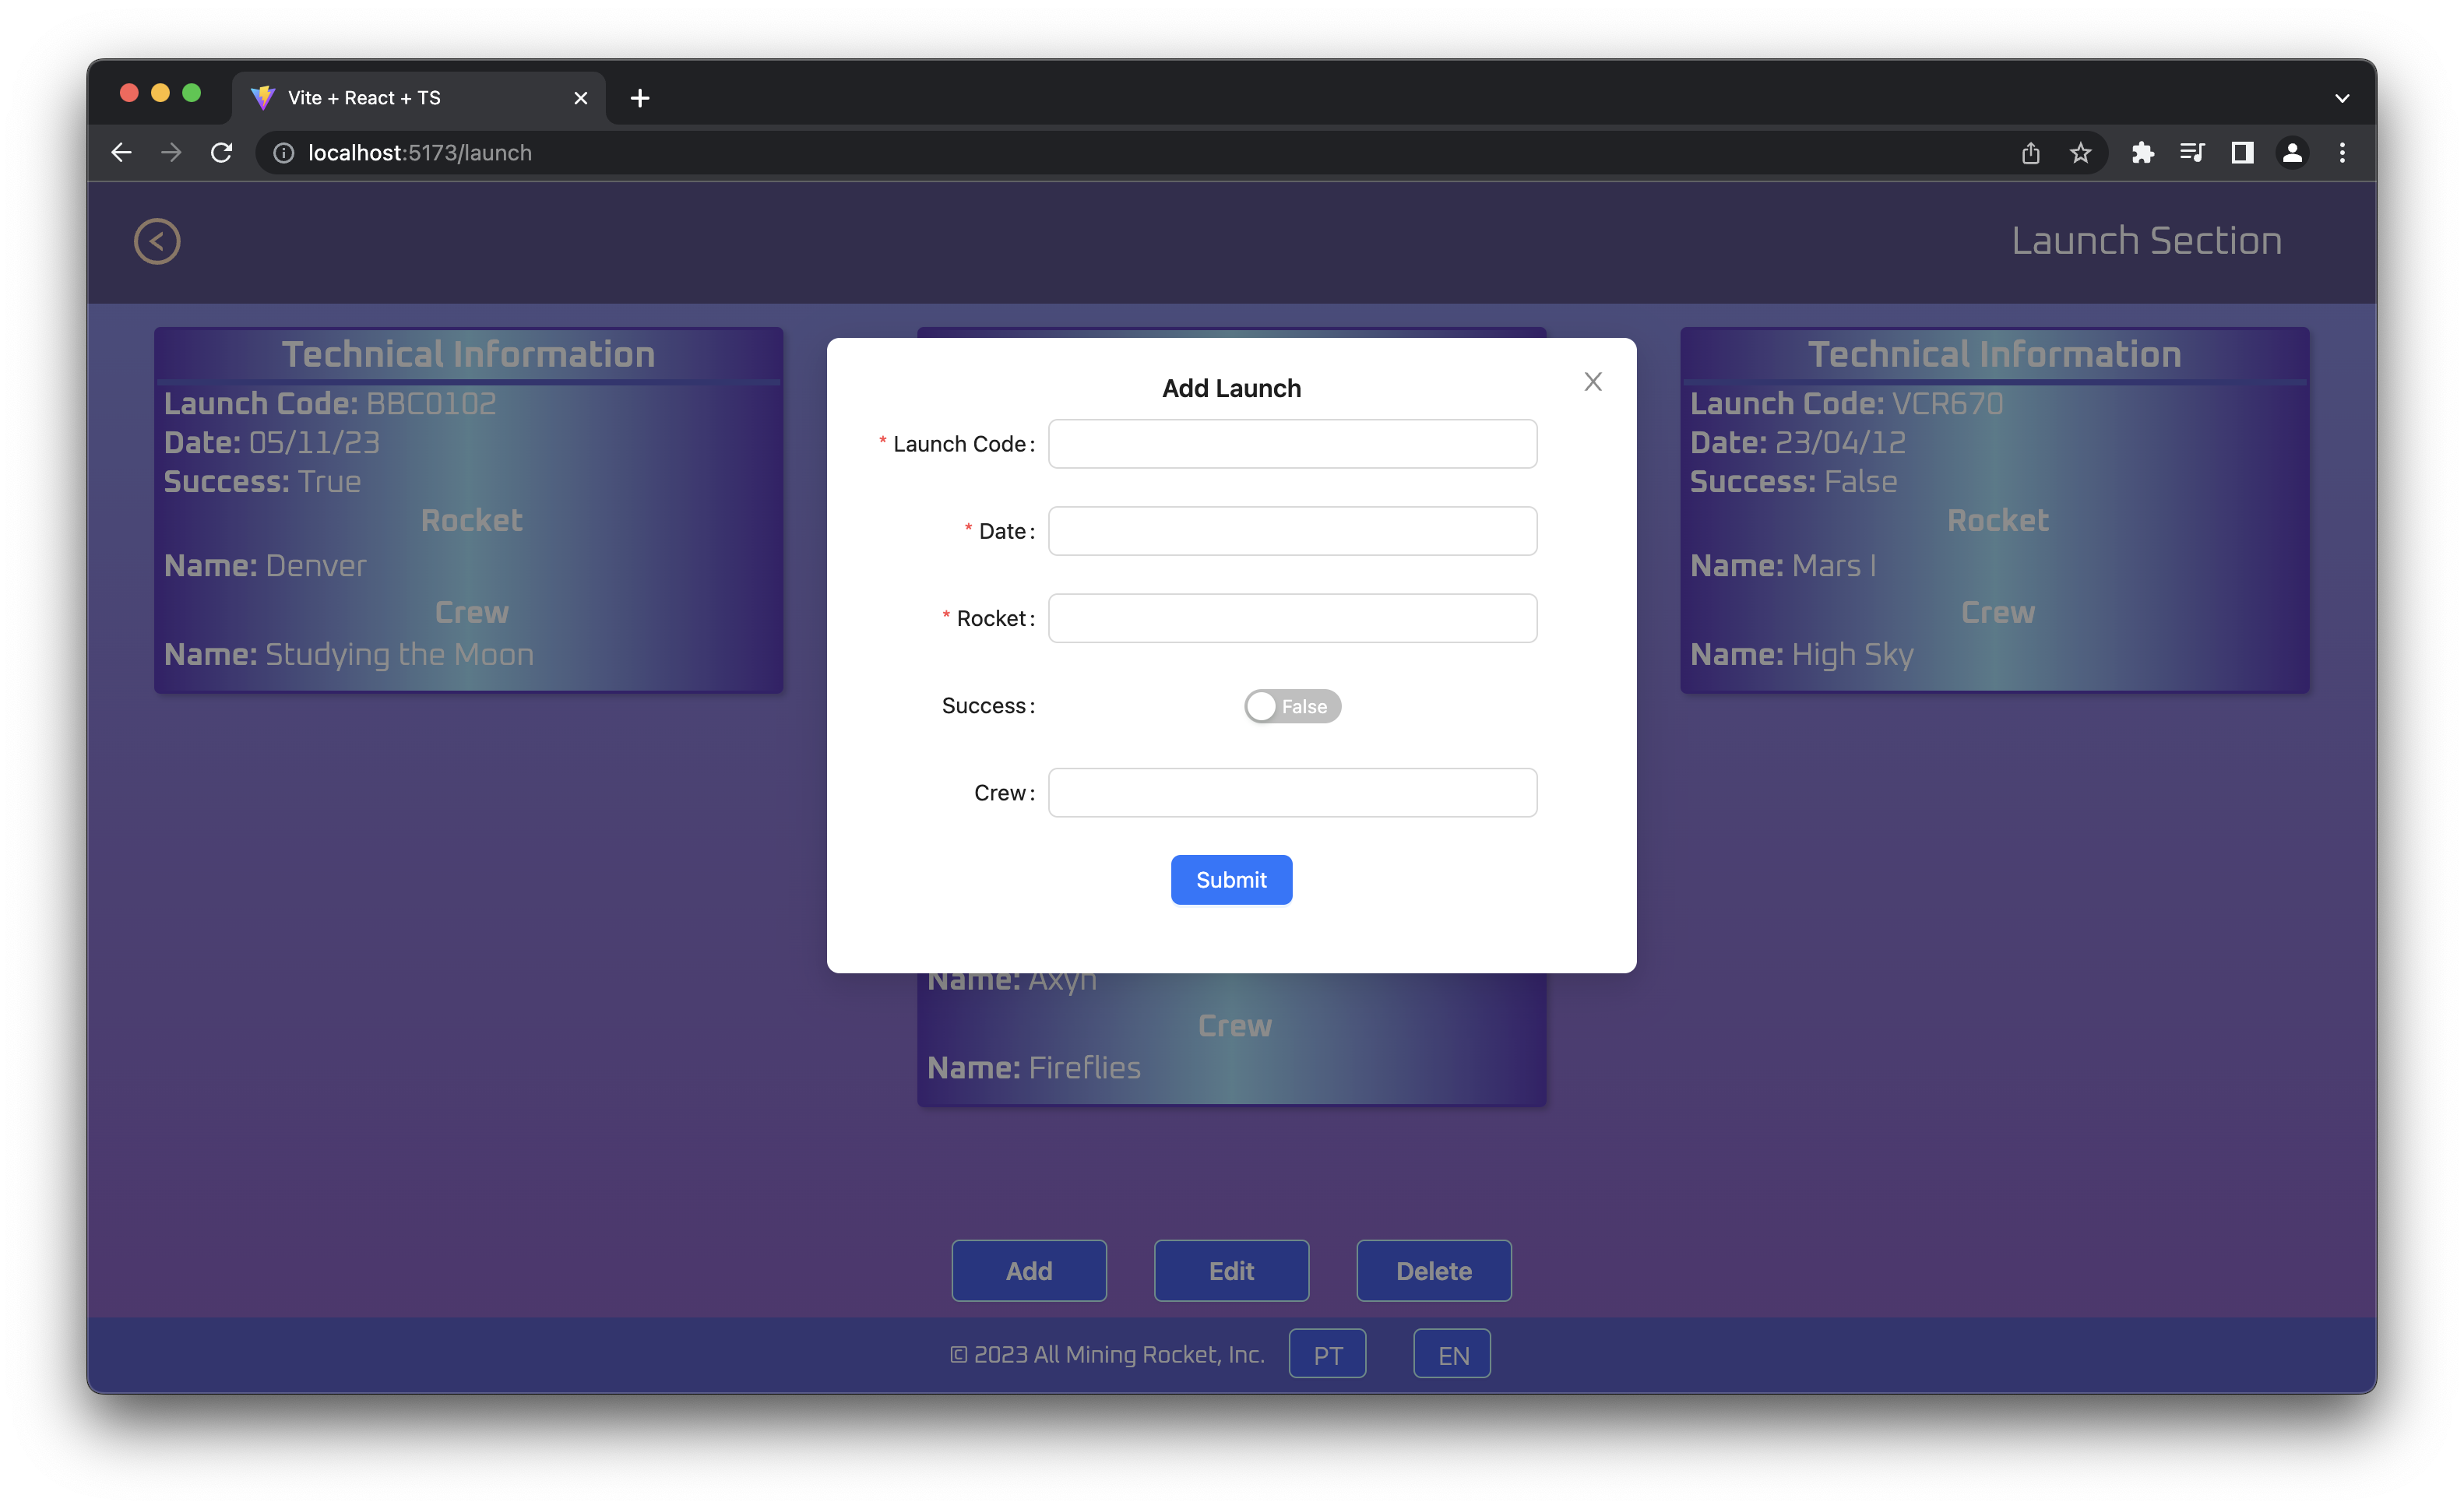 Vite + React + TS
localhost:5173/launch
Launch Section
Technical Information
Launch Code: BBC0102
Date: 05/11/23
Success: True
Rocket
Name: Denver
Crew
Name: Studying the Moon
Add Launch
X
* Launch Code:
* Date:
* Rocket:
Success: False
Crew:
Submit
Name: Axyn
Crew
Name: Fireflies
Technical Information
Launch Code: VCR670
Date: 23/04/12
Success: False
Rocket
Name: Mars I
Crew
Name: High Sky
Add Edit Delete
© 2023 All Mining Rocket, Inc. PT EN